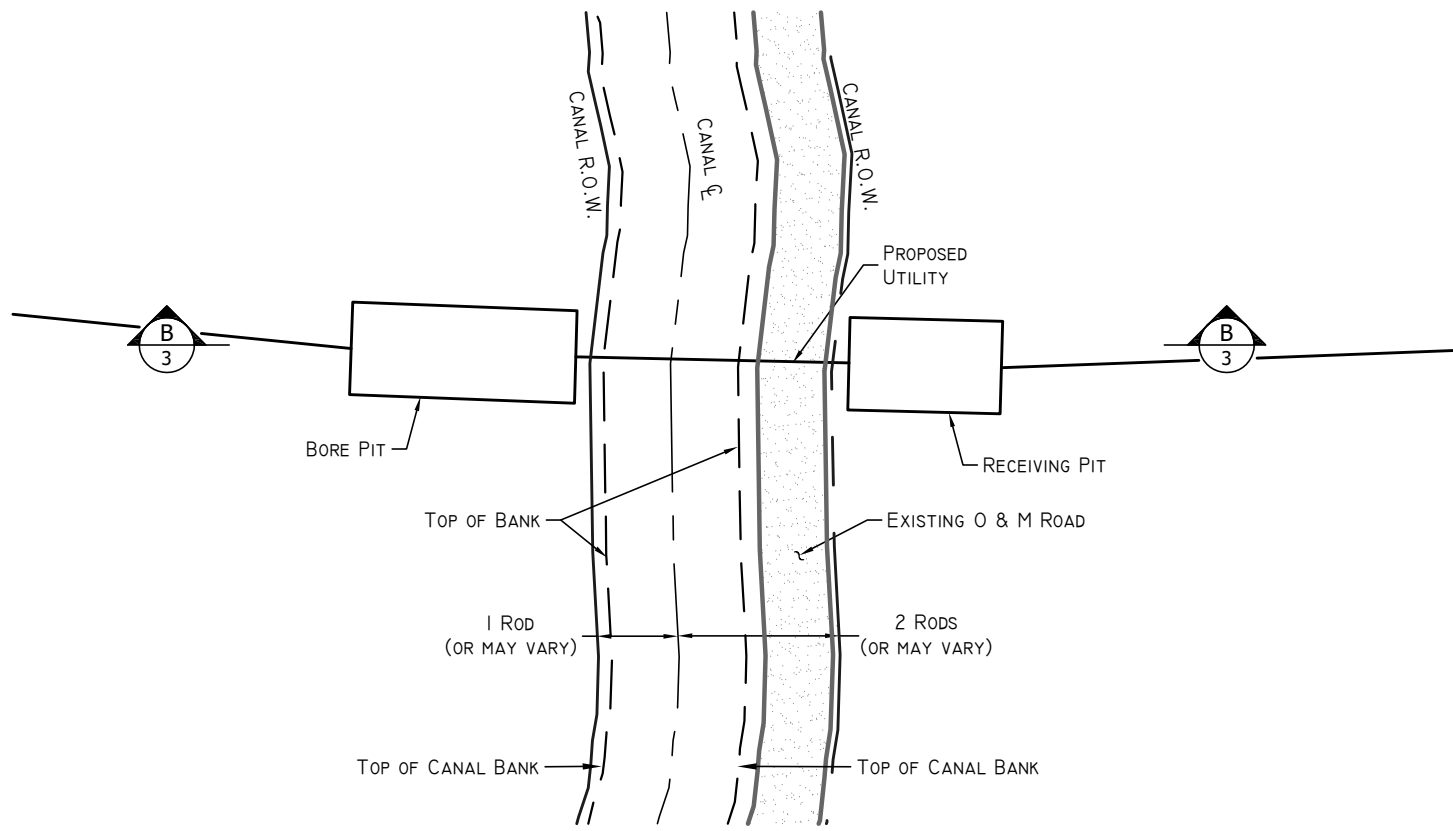 CANAL R.O.W.
CANAL ℄
CANAL R.O.W.
PROPOSED
UTILITY
B
3
B
3
BORE PIT
RECEIVING PIT
TOP OF BANK
EXISTING O & M ROAD
1 ROD
(OR MAY VARY)
2 RODS
(OR MAY VARY)
TOP OF CANAL BANK
TOP OF CANAL BANK